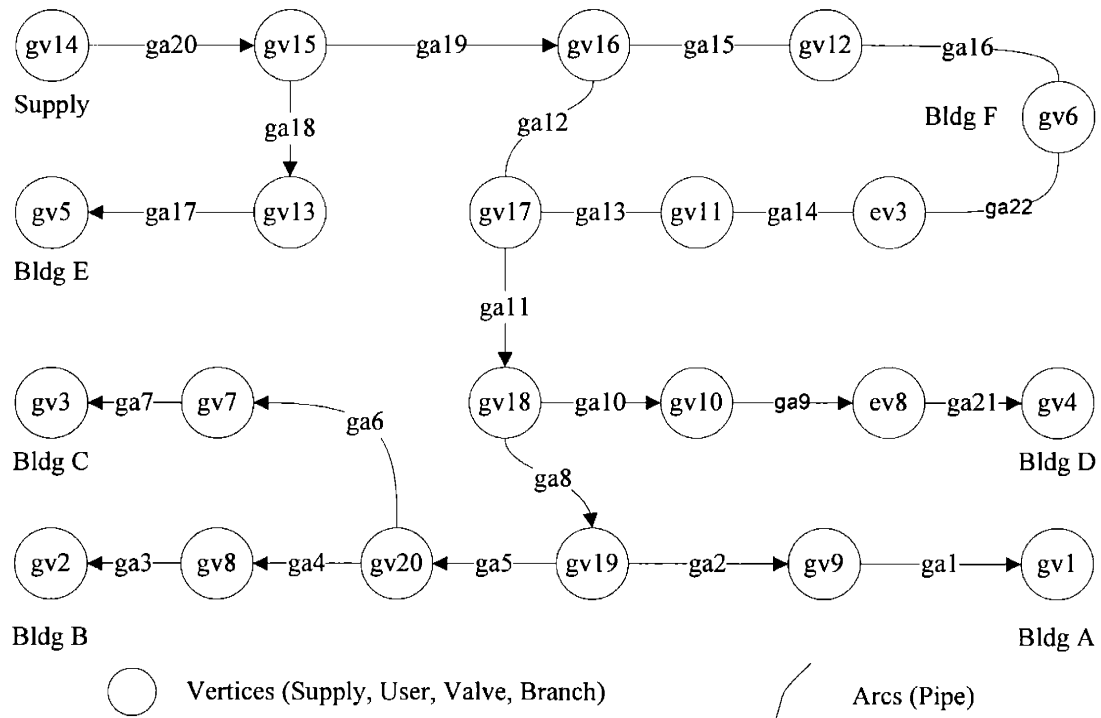 gv14 ga20 gv15 ga19 gv16 ga15 gv12 ga16
Supply
ga18
ga12
Bldg F gv6
gv5 ga17 gv13 gv17 ga13 gv11 ga14 ev3 ga22
Bldg E
ga11
gv3 ga7 gv7 ga6 gv18 ga10 gv10 ga9 ev8 ga21 gv4
Bldg C
Bldg D
ga8
gv2 ga3 gv8 ga4 gv20 ga5 gv19 ga2 gv9 ga1 gv1
Bldg B
Bldg A
Vertices (Supply, User, Valve, Branch)
Arcs (Pipe)